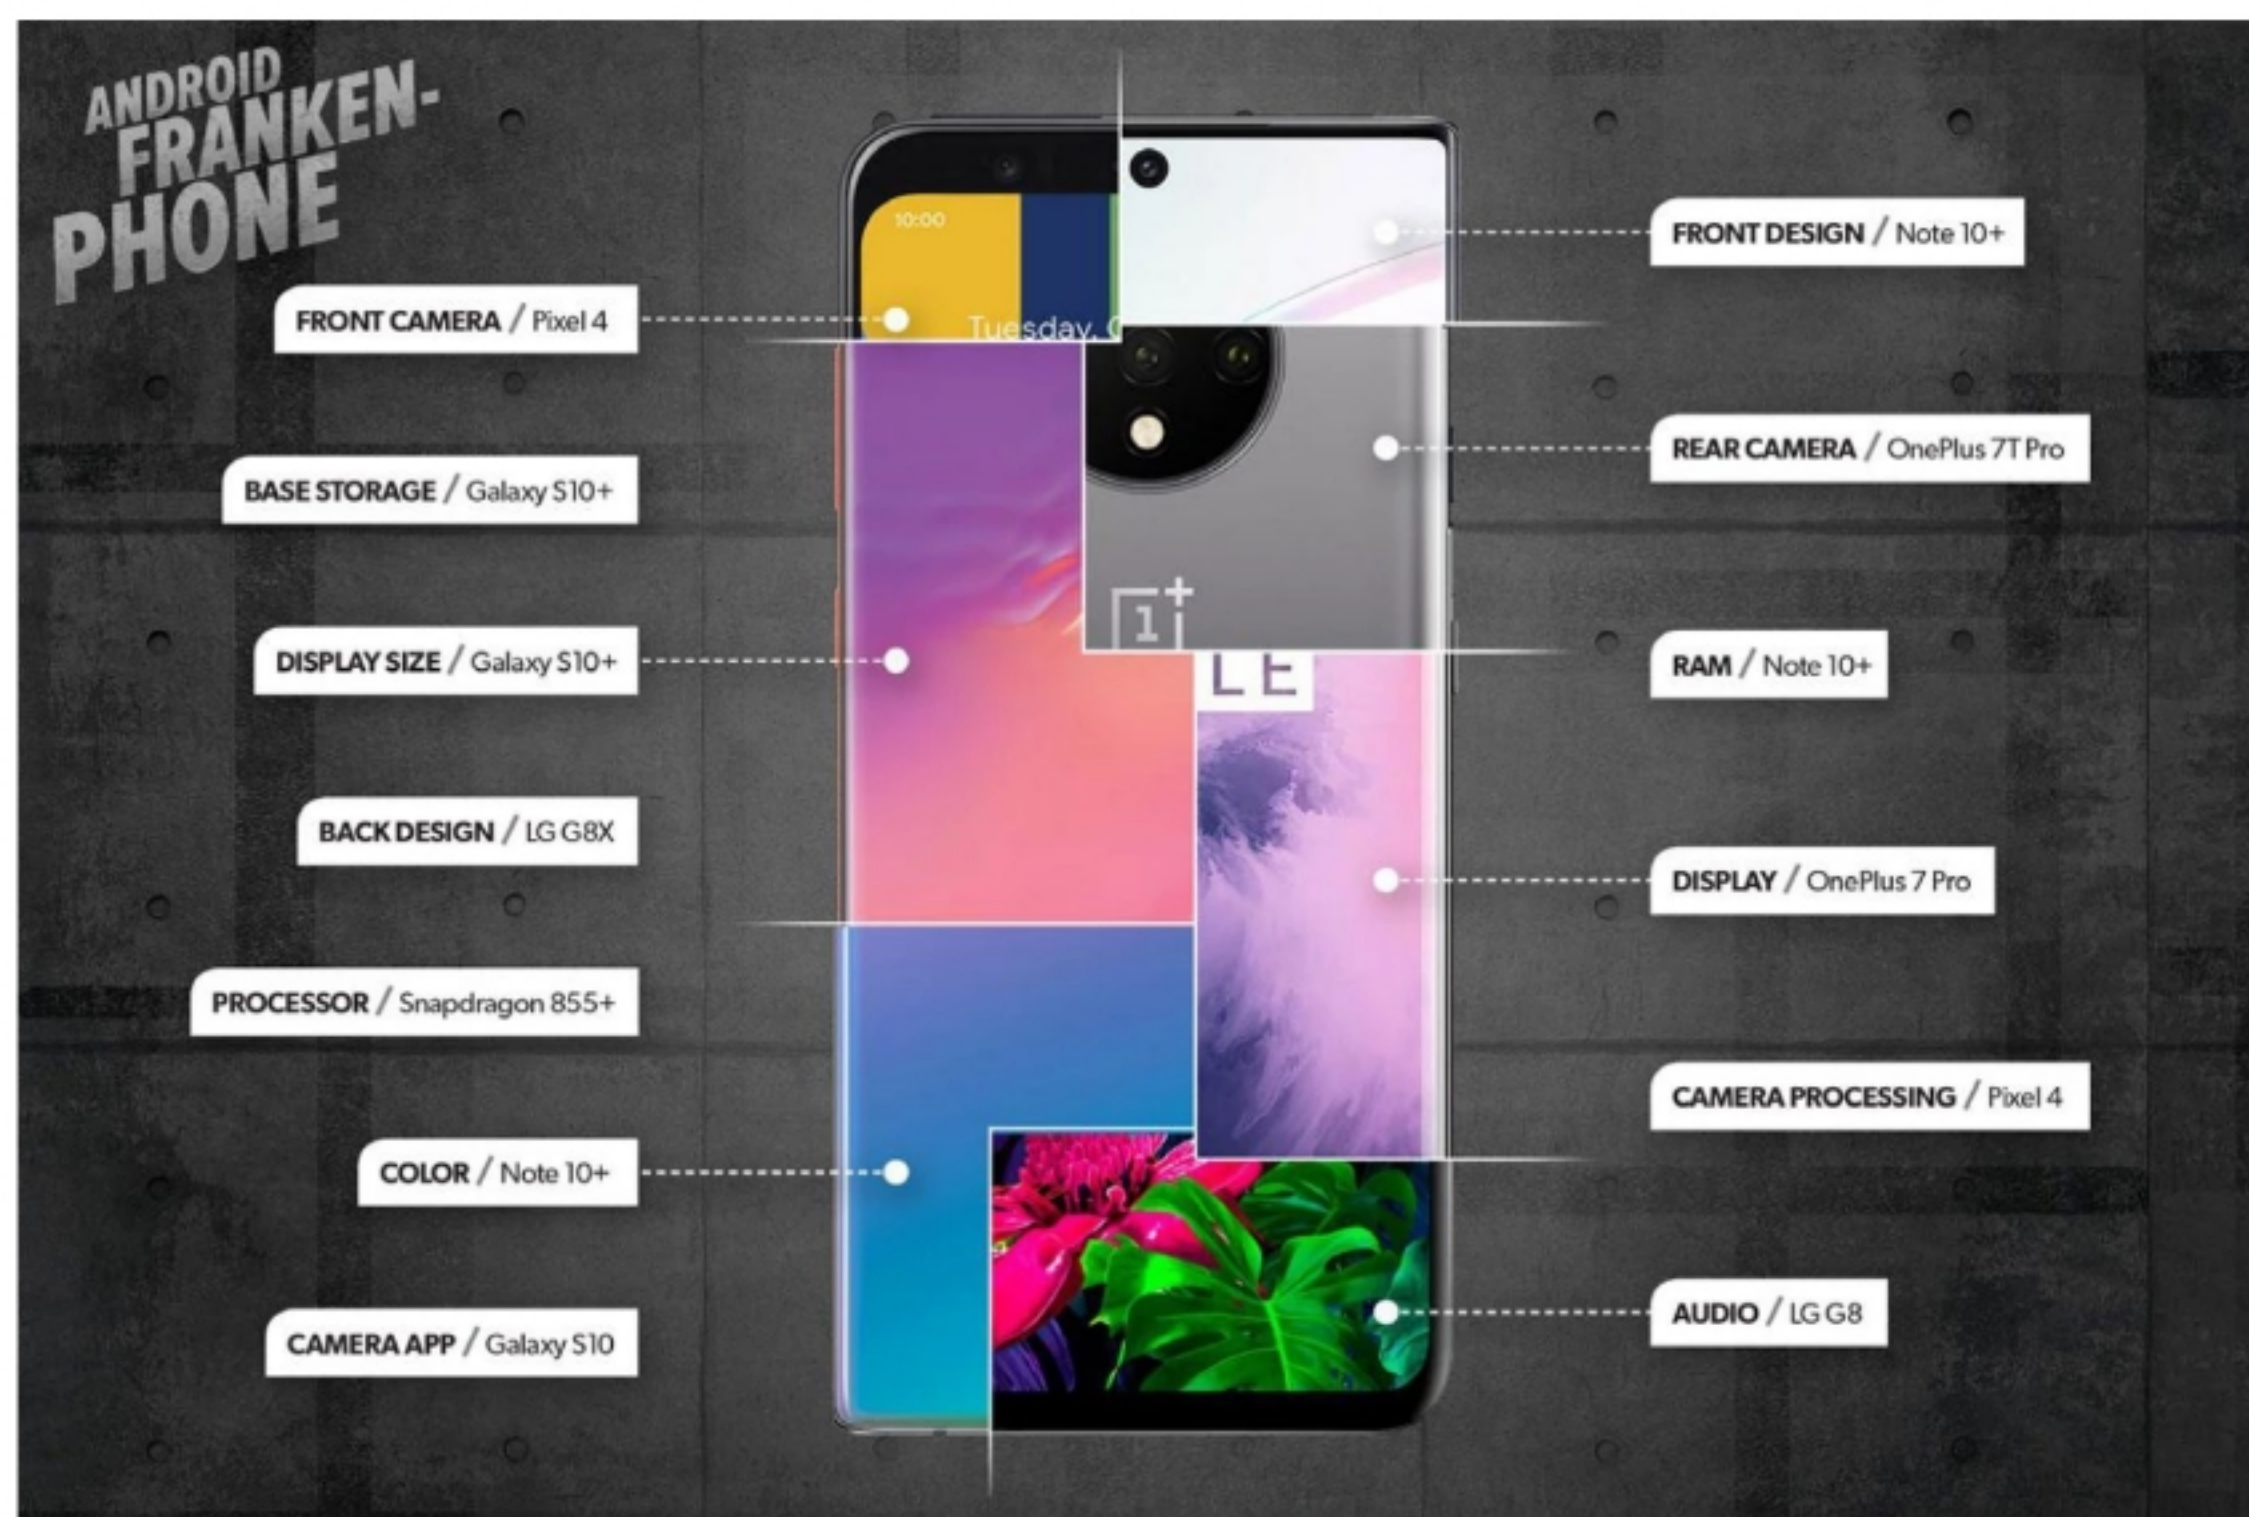 ANDROID
FRANKEN-
PHONE
FRONT CAMERA / Pixel 4
BASE STORAGE / Galaxy S10+
DISPLAY SIZE / Galaxy S10+
BACK DESIGN / LG G8X
PROCESSOR / Snapdragon 855+
COLOR / Note 10+
CAMERA APP / Galaxy S10
10:00
Tuesday,
1+
LE
FRONT DESIGN / Note 10+
REAR CAMERA / OnePlus 7T Pro
RAM / Note 10+
DISPLAY / OnePlus 7 Pro
CAMERA PROCESSING / Pixel 4
AUDIO / LG G8